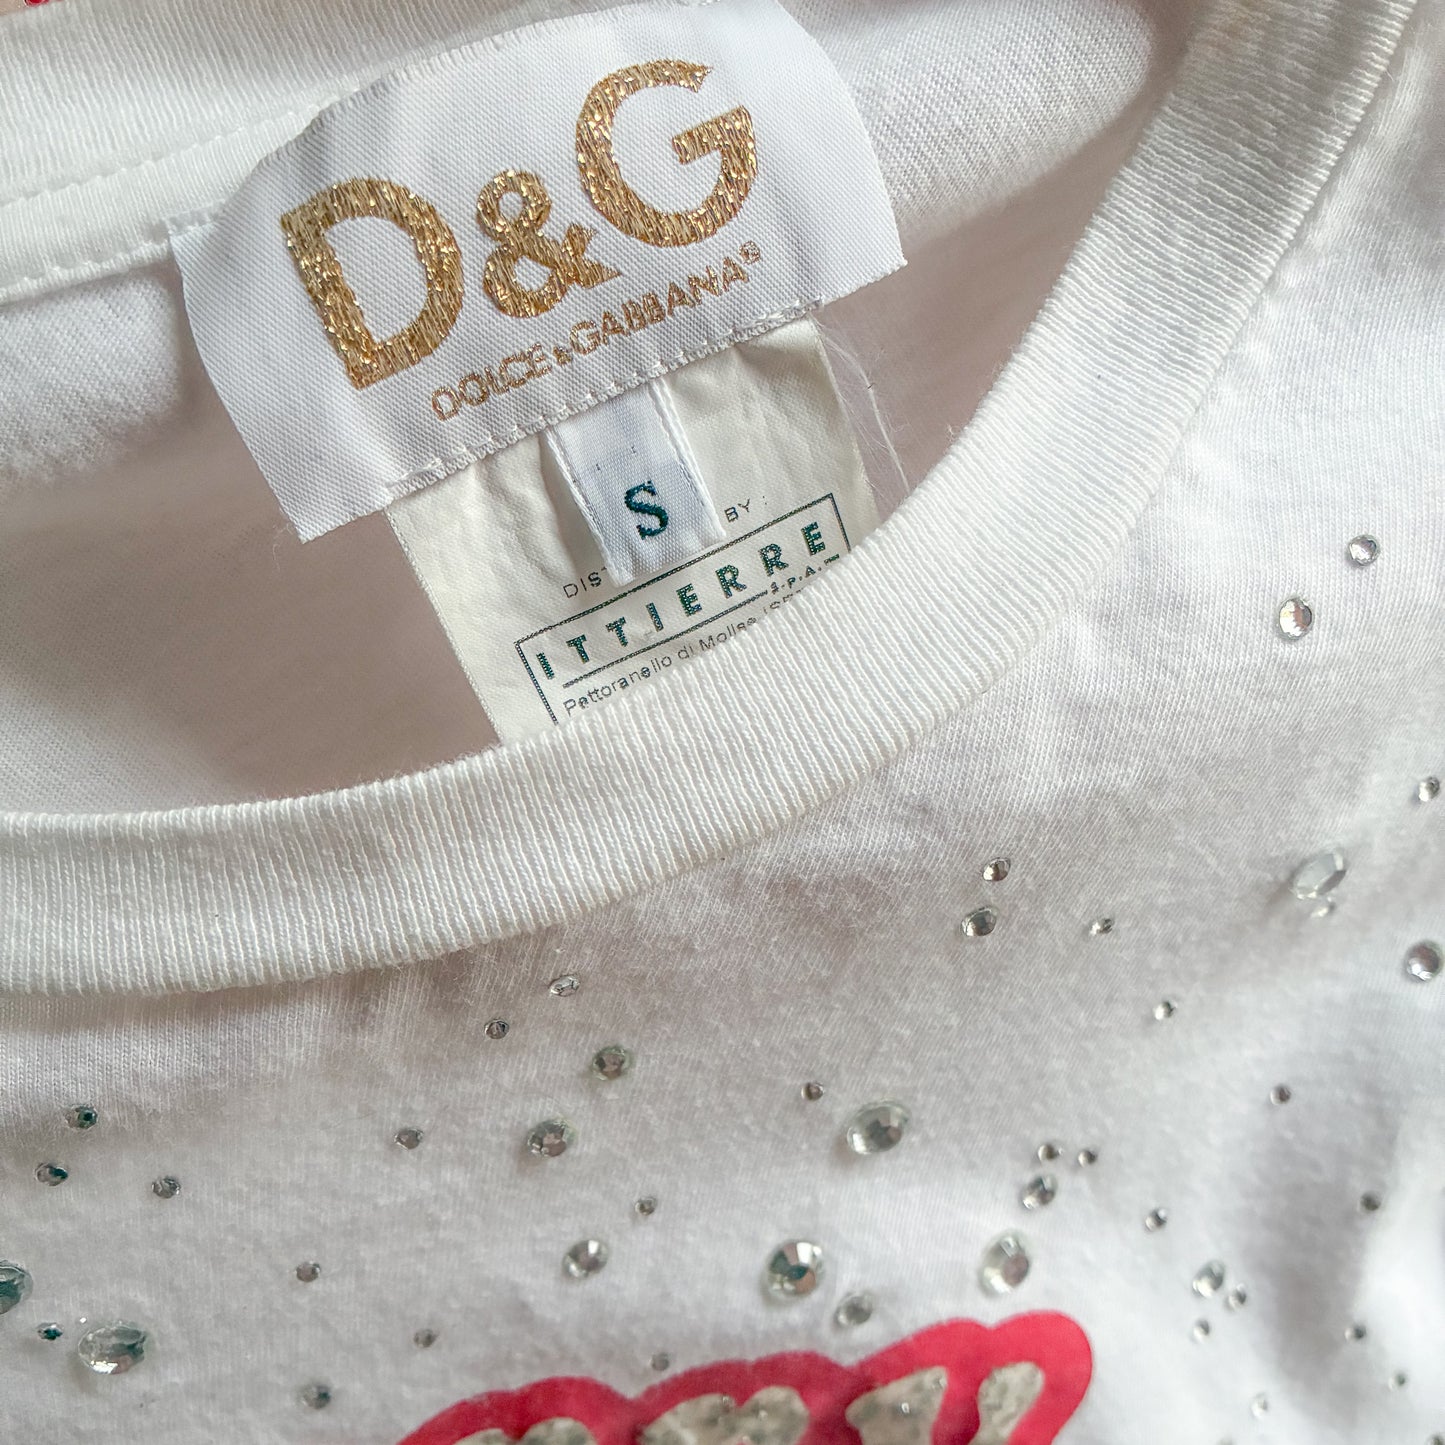 D&G
DOLCE & GABBANA®
S
BY :
ITTIERRE
S.P.A.
Pettoranello di Molise